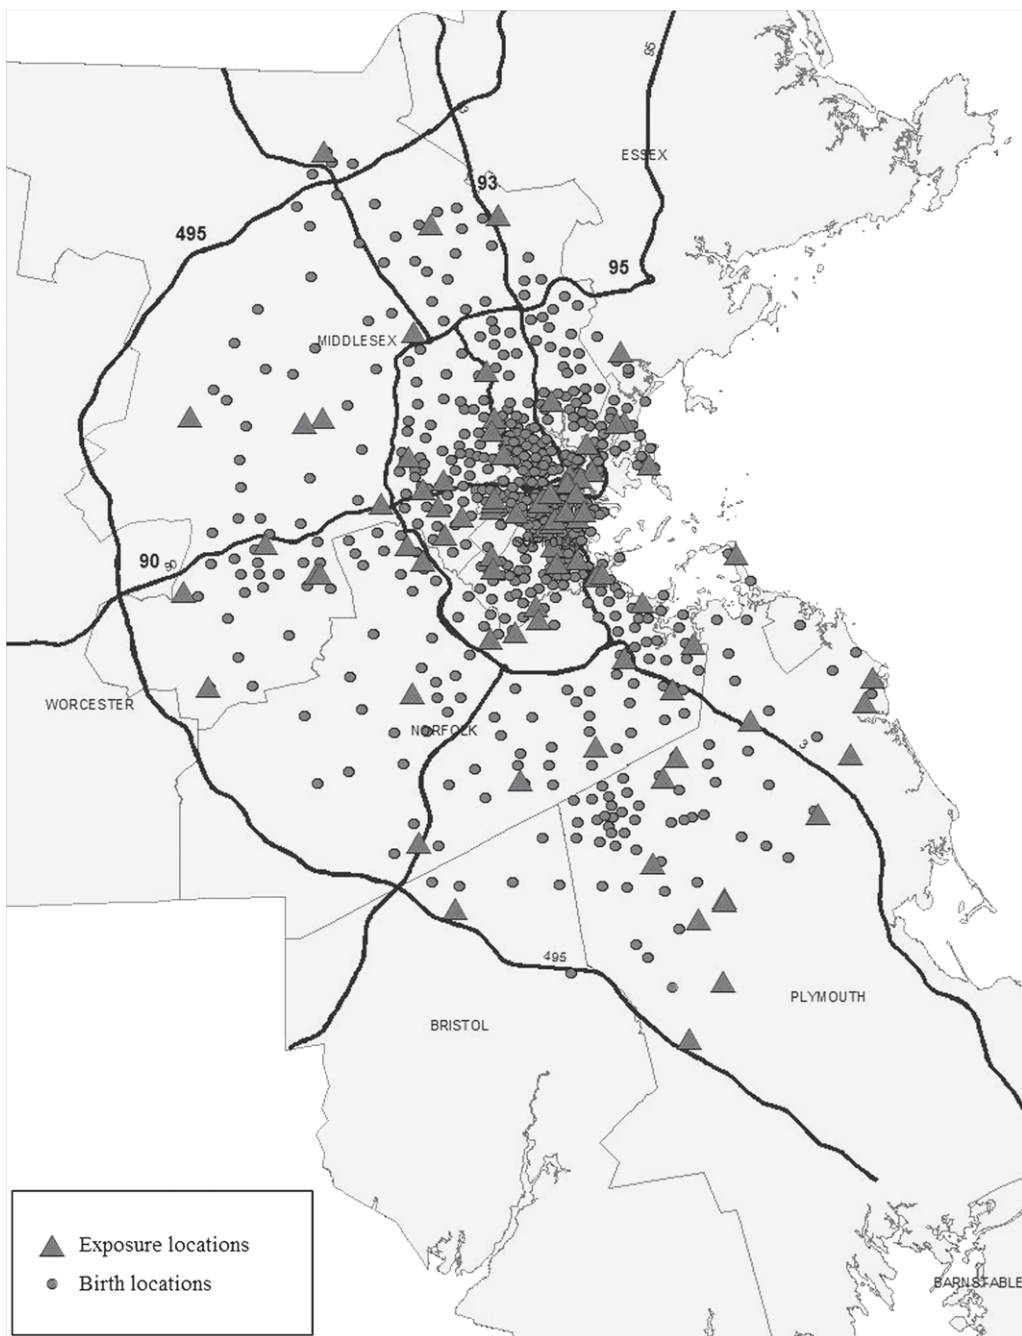 95
ESSEX
93
495
95
MIDDLESEX
90
90
SUFFOLK
WORCESTER
NORFOLK
3
495
PLYMOUTH
BRISTOL
Exposure locations
Birth locations
BARNSTABLE